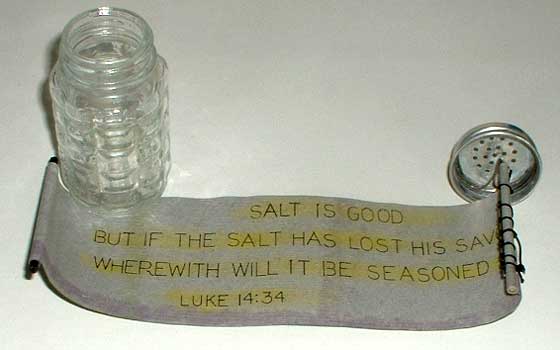 SALT IS GOOD
BUT IF THE SALT HAS LOST HIS SAV
WHEREWITH WILL IT BE SEASONED
LUKE 14:34